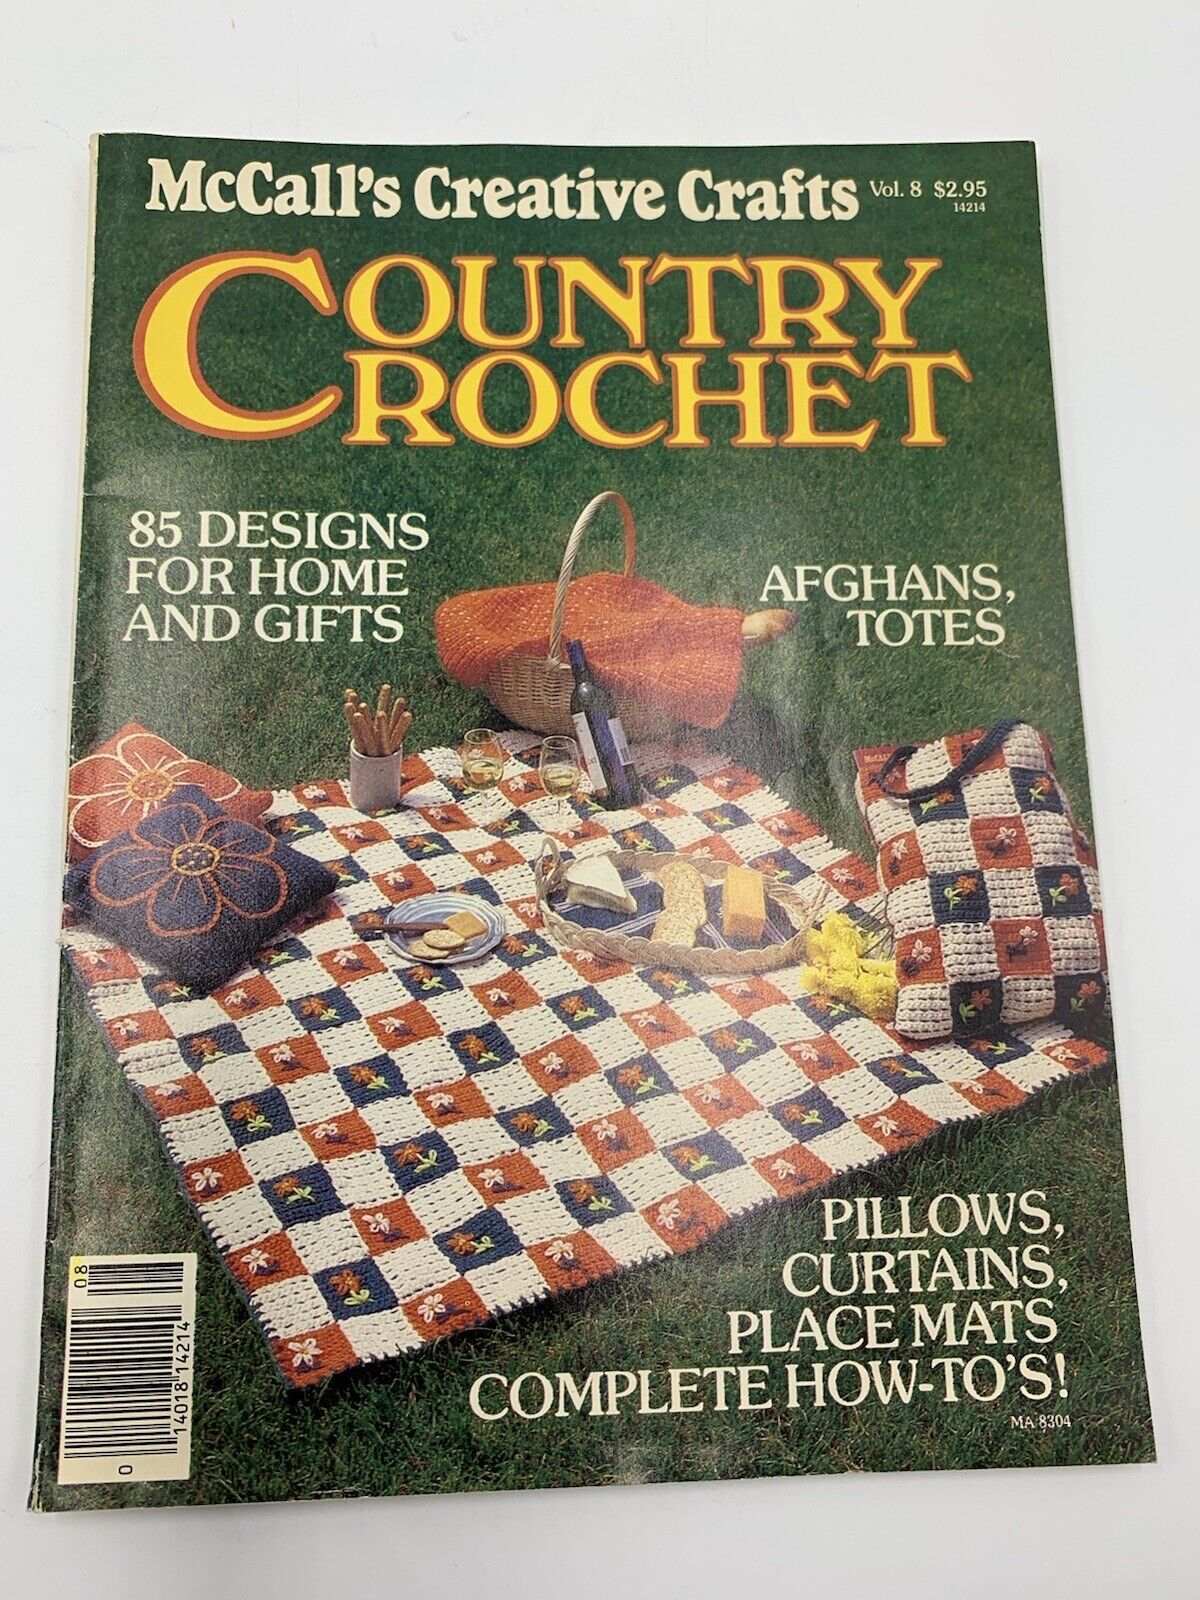 McCall's Creative Crafts Vol. 8 $2.95
14214
COUNTRY
CROCHET
85 DESIGNS
FOR HOME
AND GIFTS
AFGHANS,
TOTES
PILLOWS,
CURTAINS,
PLACE MATS
COMPLETE HOW-TO'S!
MA 8304
08
0 14018 14214